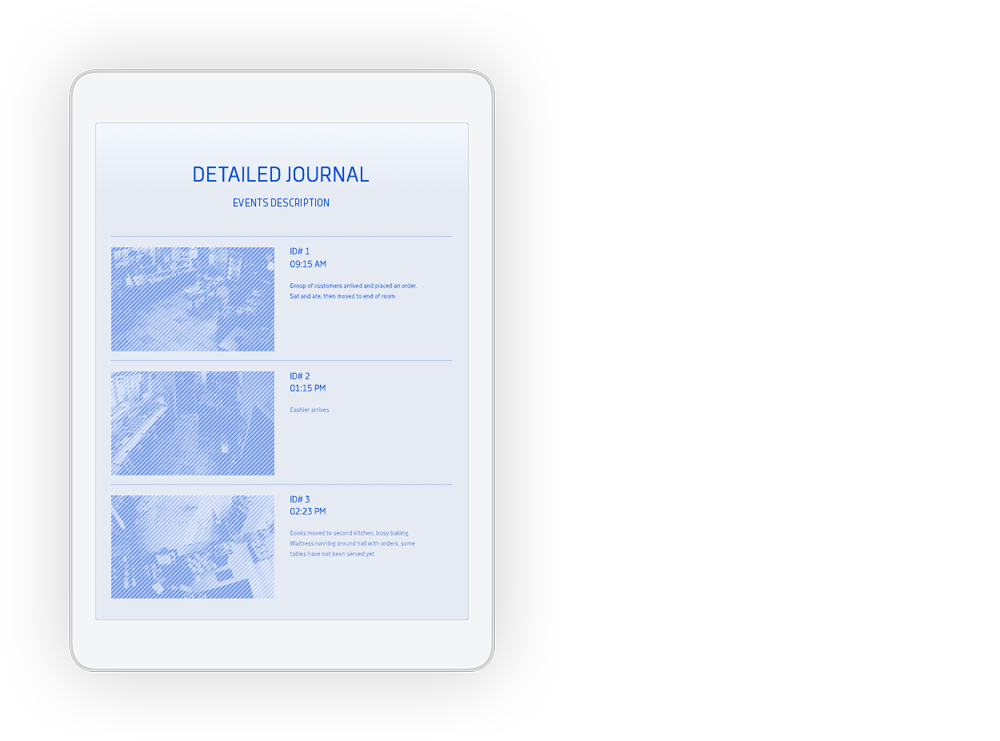 DETAILED JOURNAL
EVENTS DESCRIPTION
ID# 1
09:15 AM
Group of customers arrived and placed an order.
Sat and ate, then moved to end of room
ID# 2
01:15 PM
Cashier arrives
ID# 3
02:23 PM
Cooks moved to second kitchen, busy baking.
Waitress running around hall with orders, some
tables have not been served yet